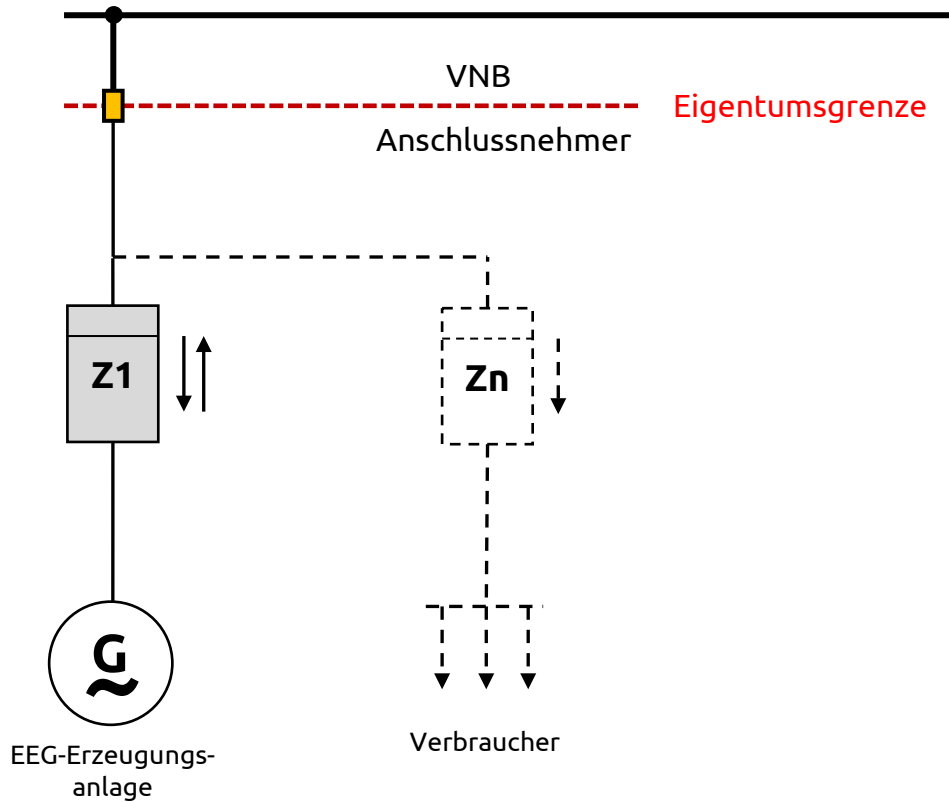 VNB
Eigentumsgrenze
Anschlussnehmer
Z1
Zn
G
Verbraucher
EEG-Erzeugungs-
anlage